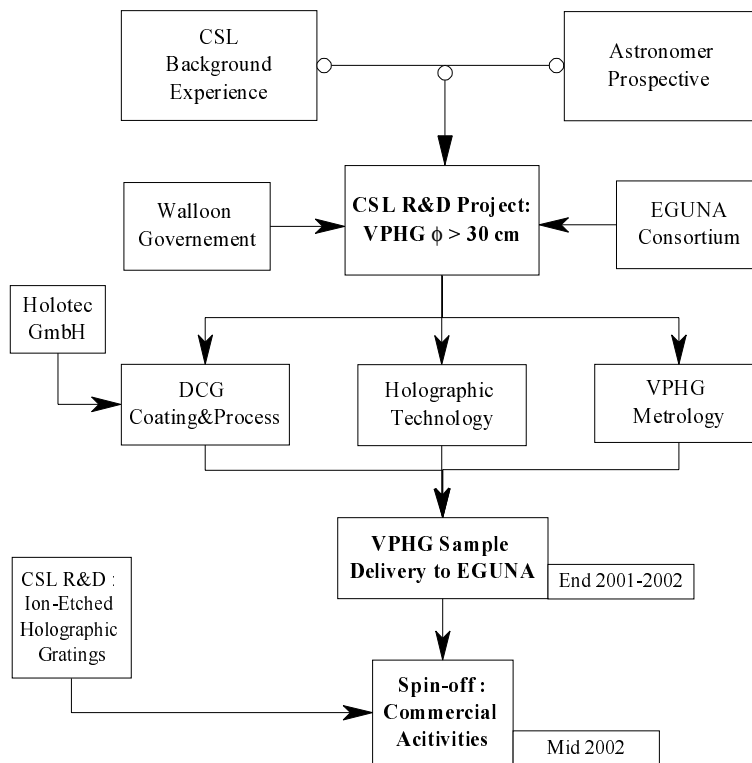 CSL
Background
Experience
Astronomer
Prospective
Walloon
Governement
CSL R&D Project:
VPHG ϕ > 30 cm
EGUNA
Consortium
Holotec
GmbH
DCG
Coating&Process
Holographic
Technology
VPHG
Metrology
VPHG Sample
Delivery to EGUNA
End 2001-2002
CSL R&D :
Ion-Etched
Holographic
Gratings
Spin-off :
Commercial
Acitivities
Mid 2002